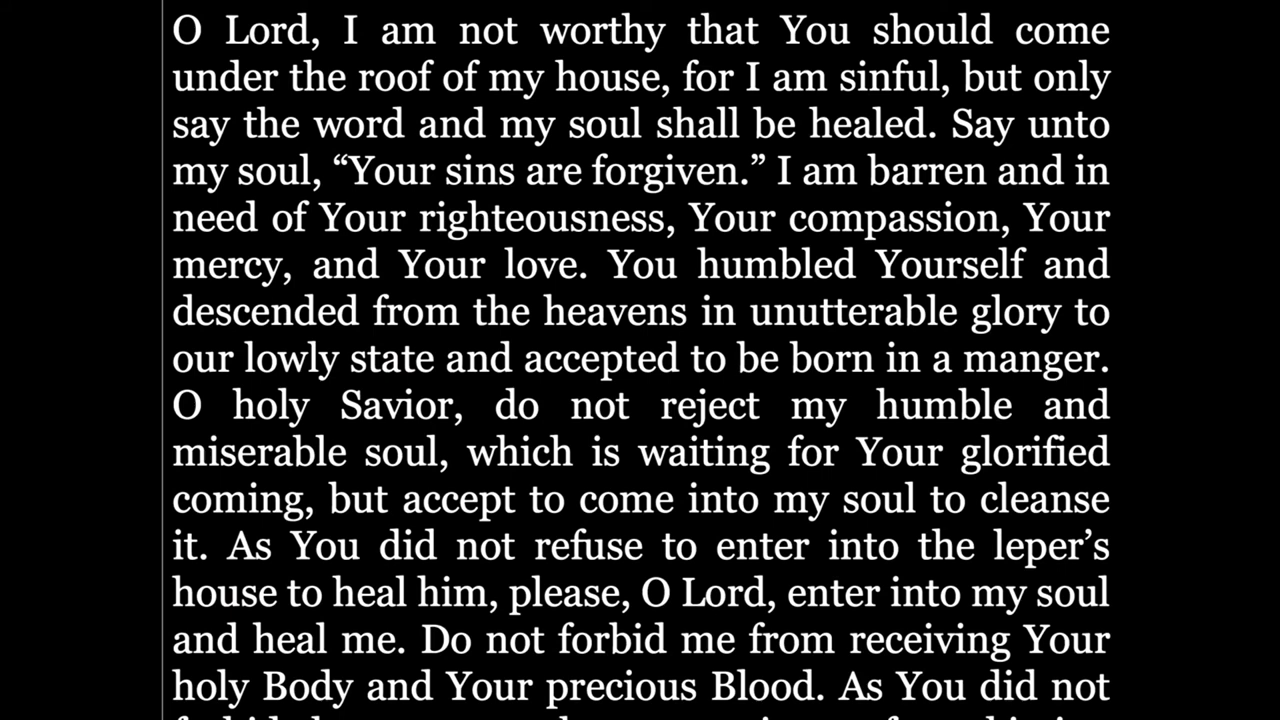 O Lord, I am not worthy that You should come
under the roof of my house, for I am sinful, but only
say the word and my soul shall be healed. Say unto
my soul, “Your sins are forgiven.” I am barren and in
need of Your righteousness, Your compassion, Your
mercy, and Your love. You humbled Yourself and
descended from the heavens in unutterable glory to
our lowly state and accepted to be born in a manger.
O holy Savior, do not reject my humble and
miserable soul, which is waiting for Your glorified
coming, but accept to come into my soul to cleanse
it. As You did not refuse to enter into the leper’s
house to heal him, please, O Lord, enter into my soul
and heal me. Do not forbid me from receiving Your
holy Body and Your precious Blood. As You did not